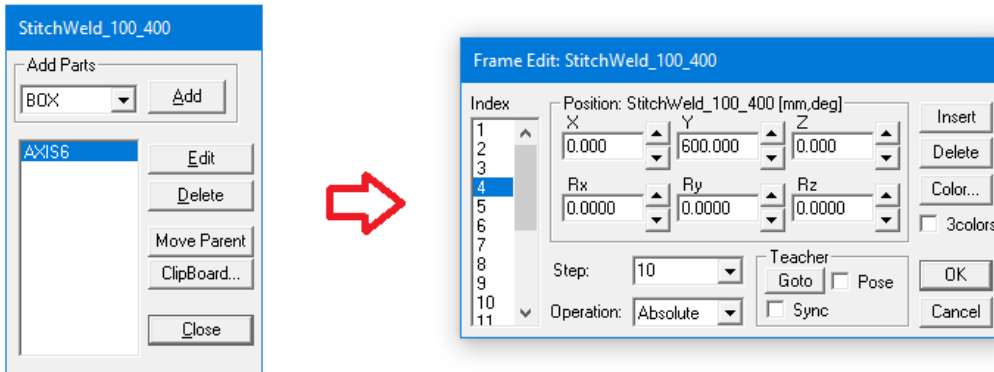 StitchWeld_100_400
Add Parts
BOX
Add
AXIS6
Edit
Delete
Move Parent
ClipBoard...
Close
Frame Edit: StitchWeld_100_400
Index
1
2
3
4
5
6
7
8
9
10
11
Position: StitchWeld_100_400 [mm,deg]
X Y Z
0.000 600.000 0.000
Rx Ry Rz
0.0000 0.0000 0.0000
Step: 10
Operation: Absolute
Teacher
Goto Pose
Sync
Insert
Delete
Color...
3colors
OK
Cancel